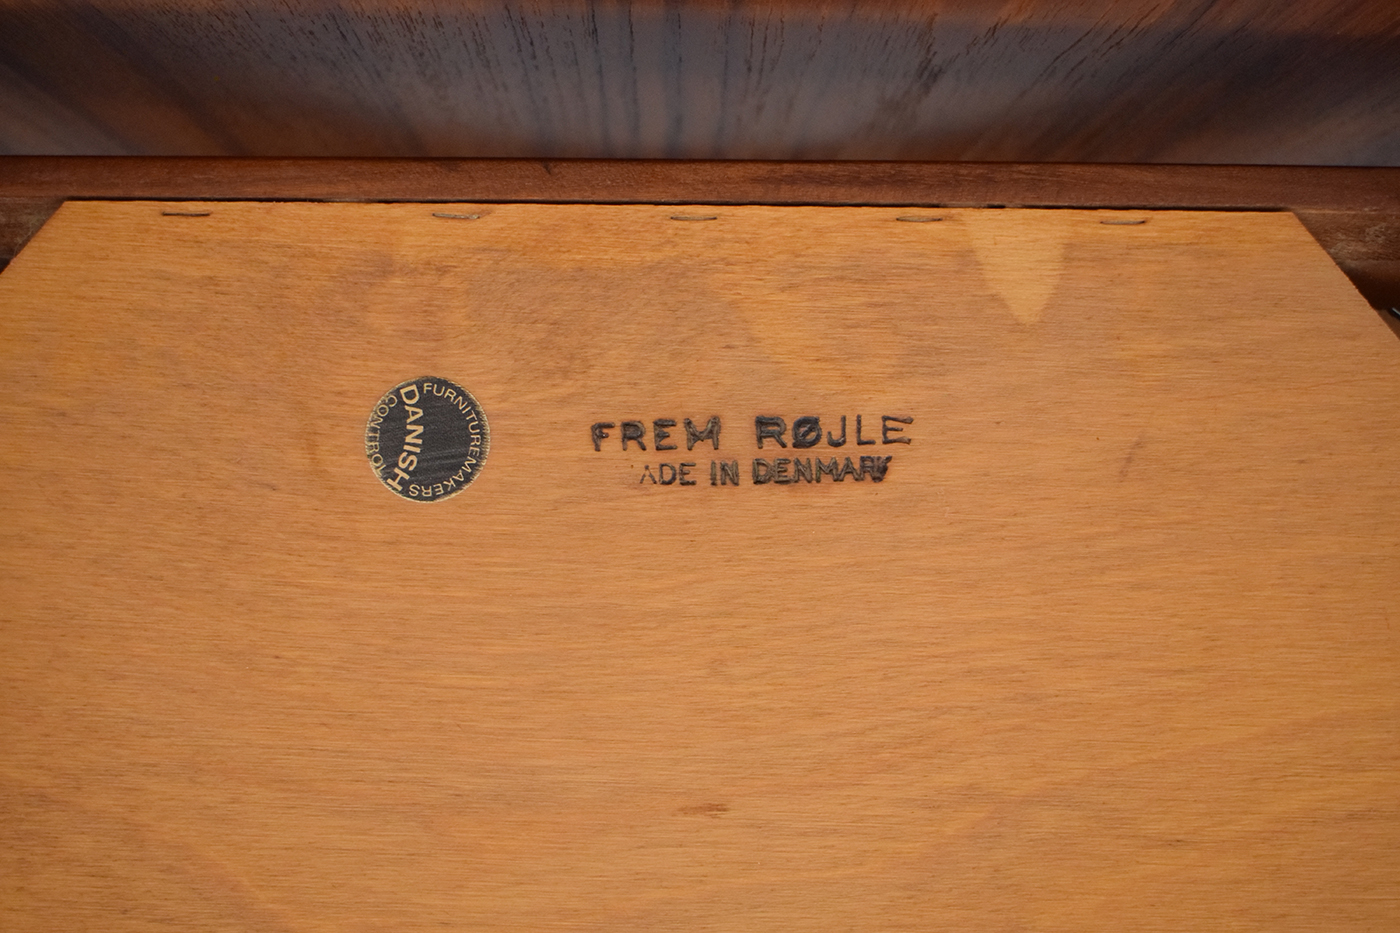 DANISH
FURNITUREMAKERS
CONTROL
FREM RØJLE
ADE IN DENMARK